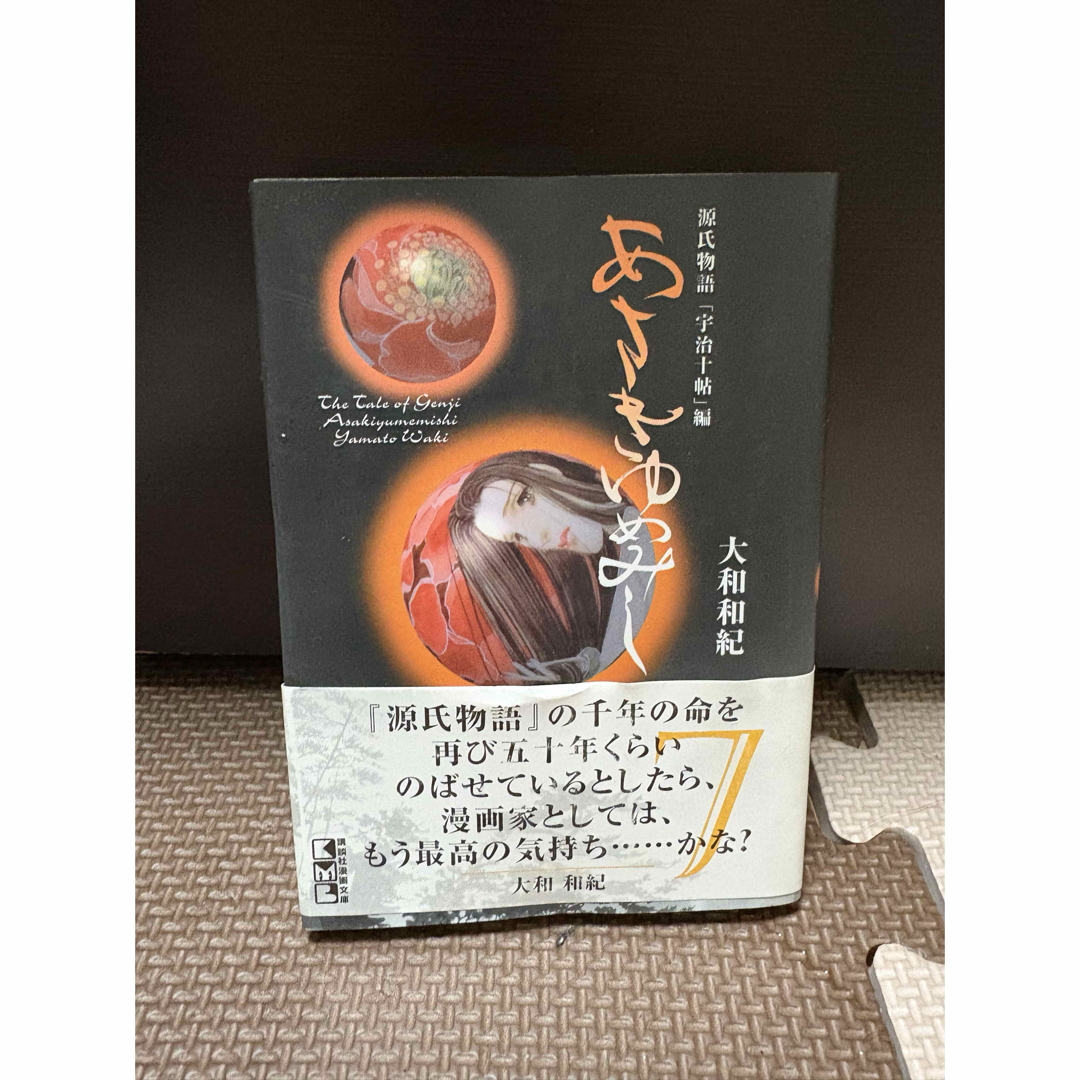 源氏物語「宇治十帖」編
あさきゆめみし
大和和紀
The Tale of Genji
Asakiyumemishi
Yamato Waki
『源氏物語』の千年の命を
再び五十年くらい
のばせているとしたら、
漫画家としては、
もう最高の気持ち……かな?
大和 和紀
7
KMB
講談社漫画文庫